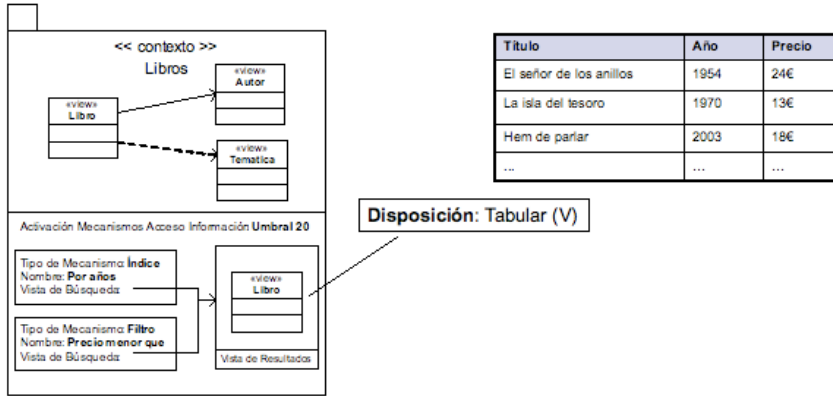 << contexto >>
Libros
«view»
Autor
«view»
Libro
«view»
Tematica
Activación Mecanismos Acceso Información Umbral 20
Tipo de Mecanismo: Índice
Nombre: Por años
Vista de Búsqueda:
Tipo de Mecanismo: Filtro
Nombre: Precio menor que
Vista de Búsqueda:
«view»
Libro
Vista de Resultados
Disposición: Tabular (V)
Título Año Precio
El señor de los anillos 1954 24€
La isla del tesoro 1970 13€
Hem de parlar 2003 18€
... ... ...